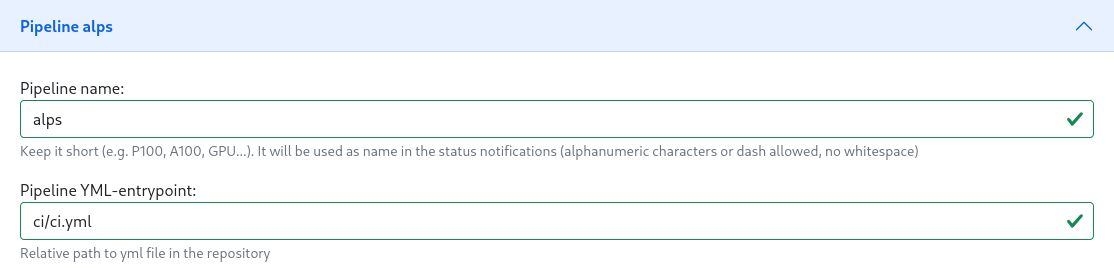 Pipeline alps
Pipeline name:
alps
Keep it short (e.g. P100, A100, GPU...). It will be used as name in the status notifications (alphanumeric characters or dash allowed, no whitespace)
Pipeline YML-entrypoint:
ci/ci.yml
Relative path to yml file in the repository